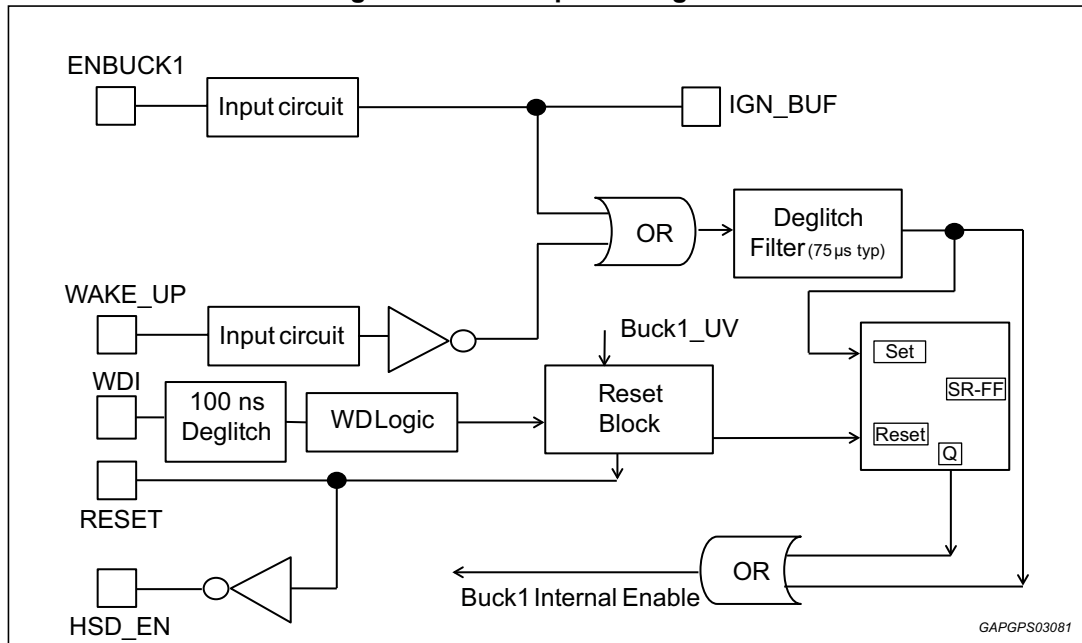 ENBUCK1
Input circuit
IGN_BUF
OR
Deglitch
Filter (75µs typ)
WAKE_UP
Input circuit
Buck1_UV
Set
SR-FF
Reset
Q
WDI
100 ns
Deglitch
WD Logic
Reset
Block
RESET
OR
Buck1 Internal Enable
HSD_EN
GAPGPS03081